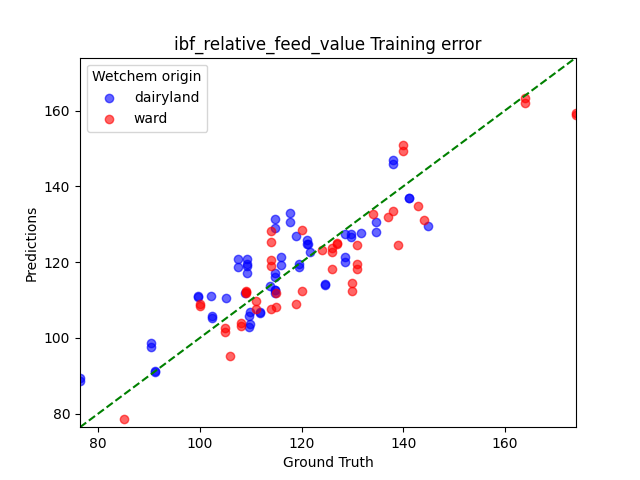 ibf_relative_feed_value Training error
Wetchem origin
dairyland
ward
Predictions
160
140
120
100
80
80
100
120
140
160
Ground Truth